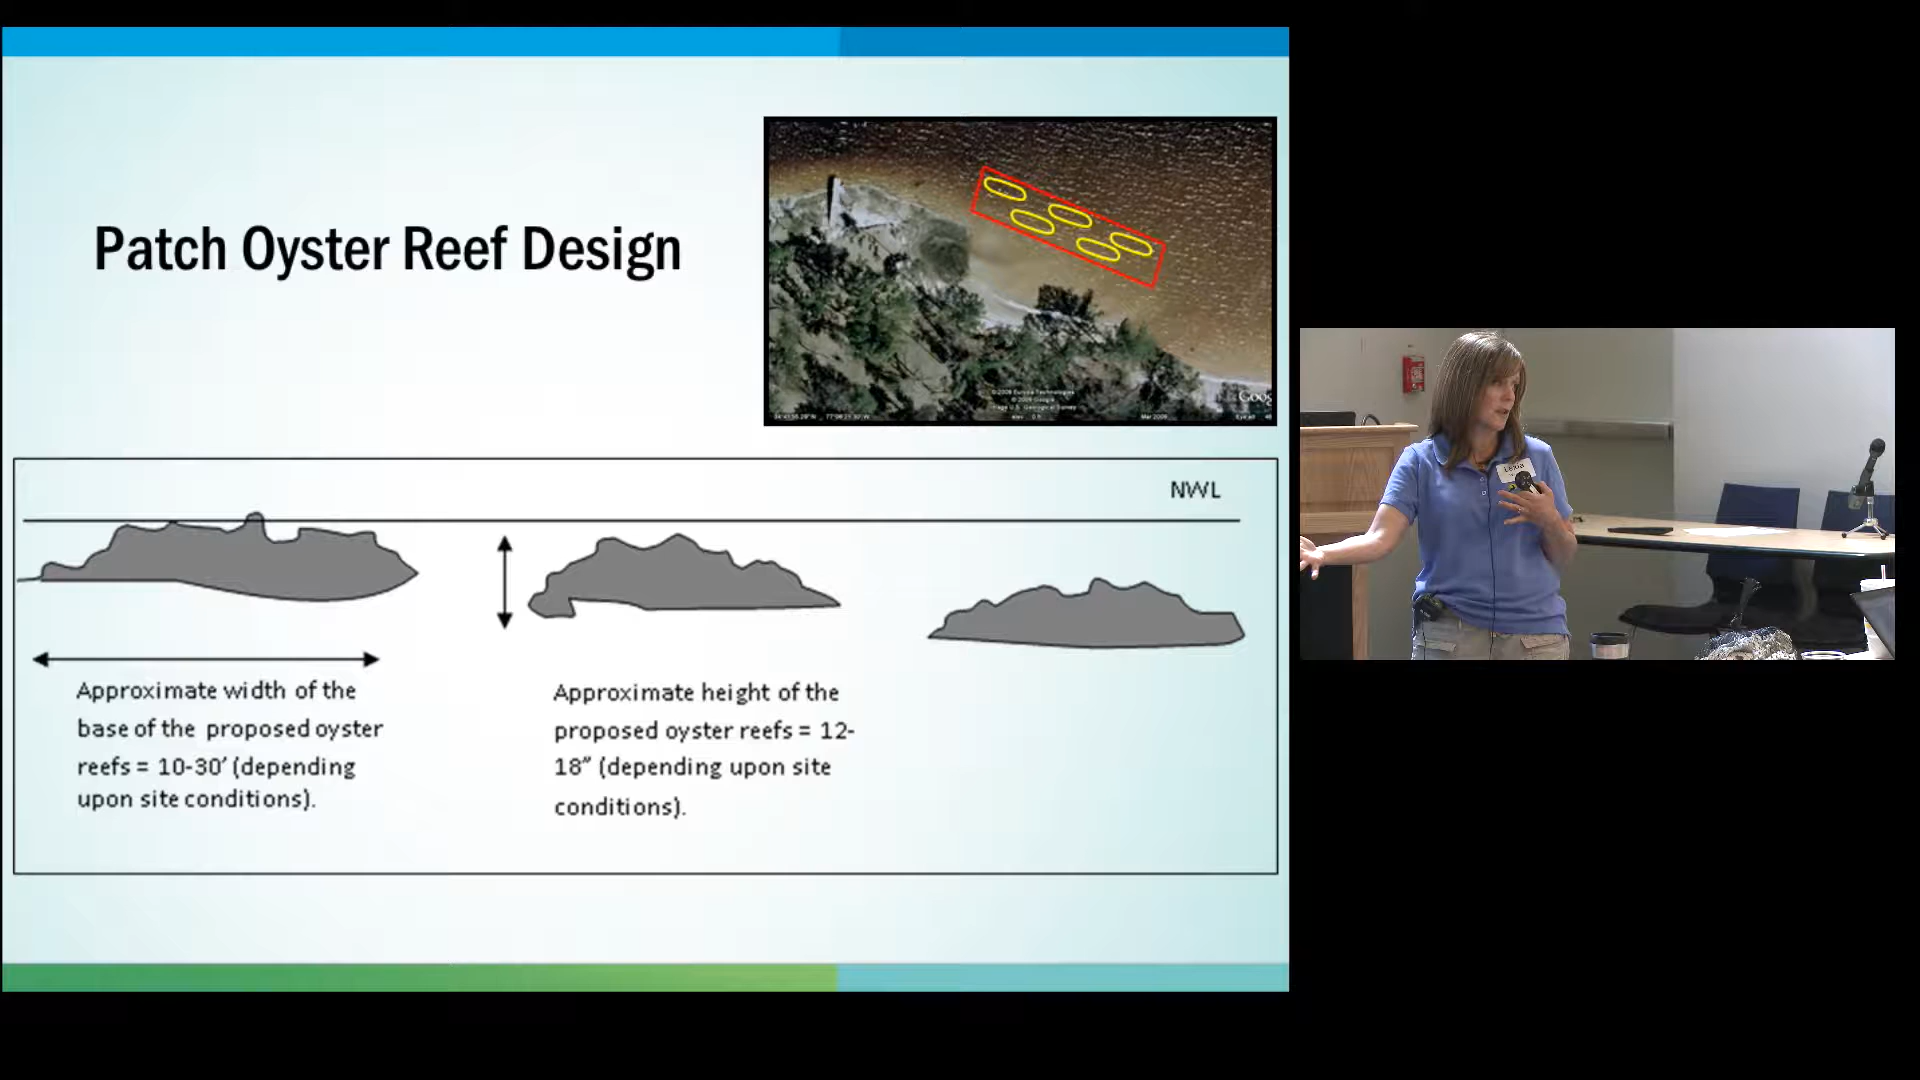 Patch Oyster Reef Design
Goog
NWL
Approximate width of the
base of the proposed oyster
reefs = 10-30’ (depending
upon site conditions).
Approximate height of the
proposed oyster reefs = 12-
18” (depending upon site
conditions).